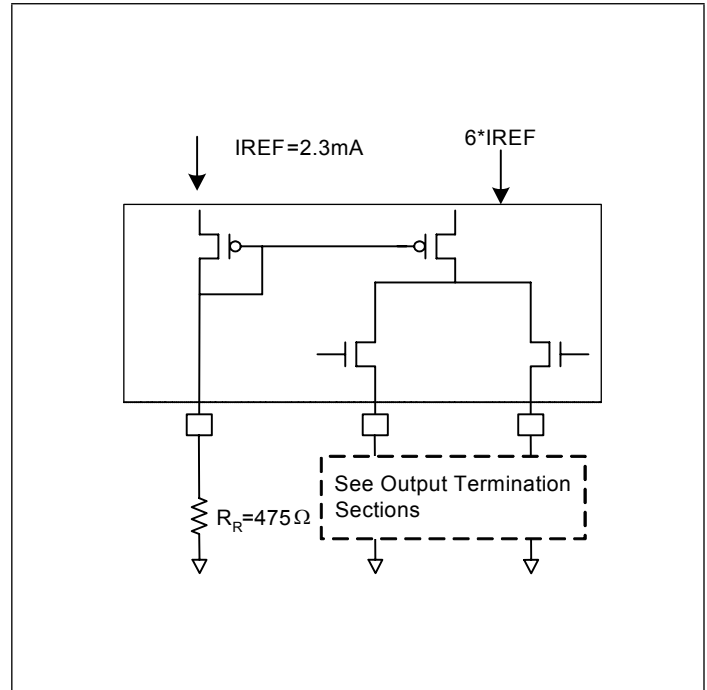 IREF=2.3mA
6*IREF
See Output Termination
Sections
R_R=475Ω